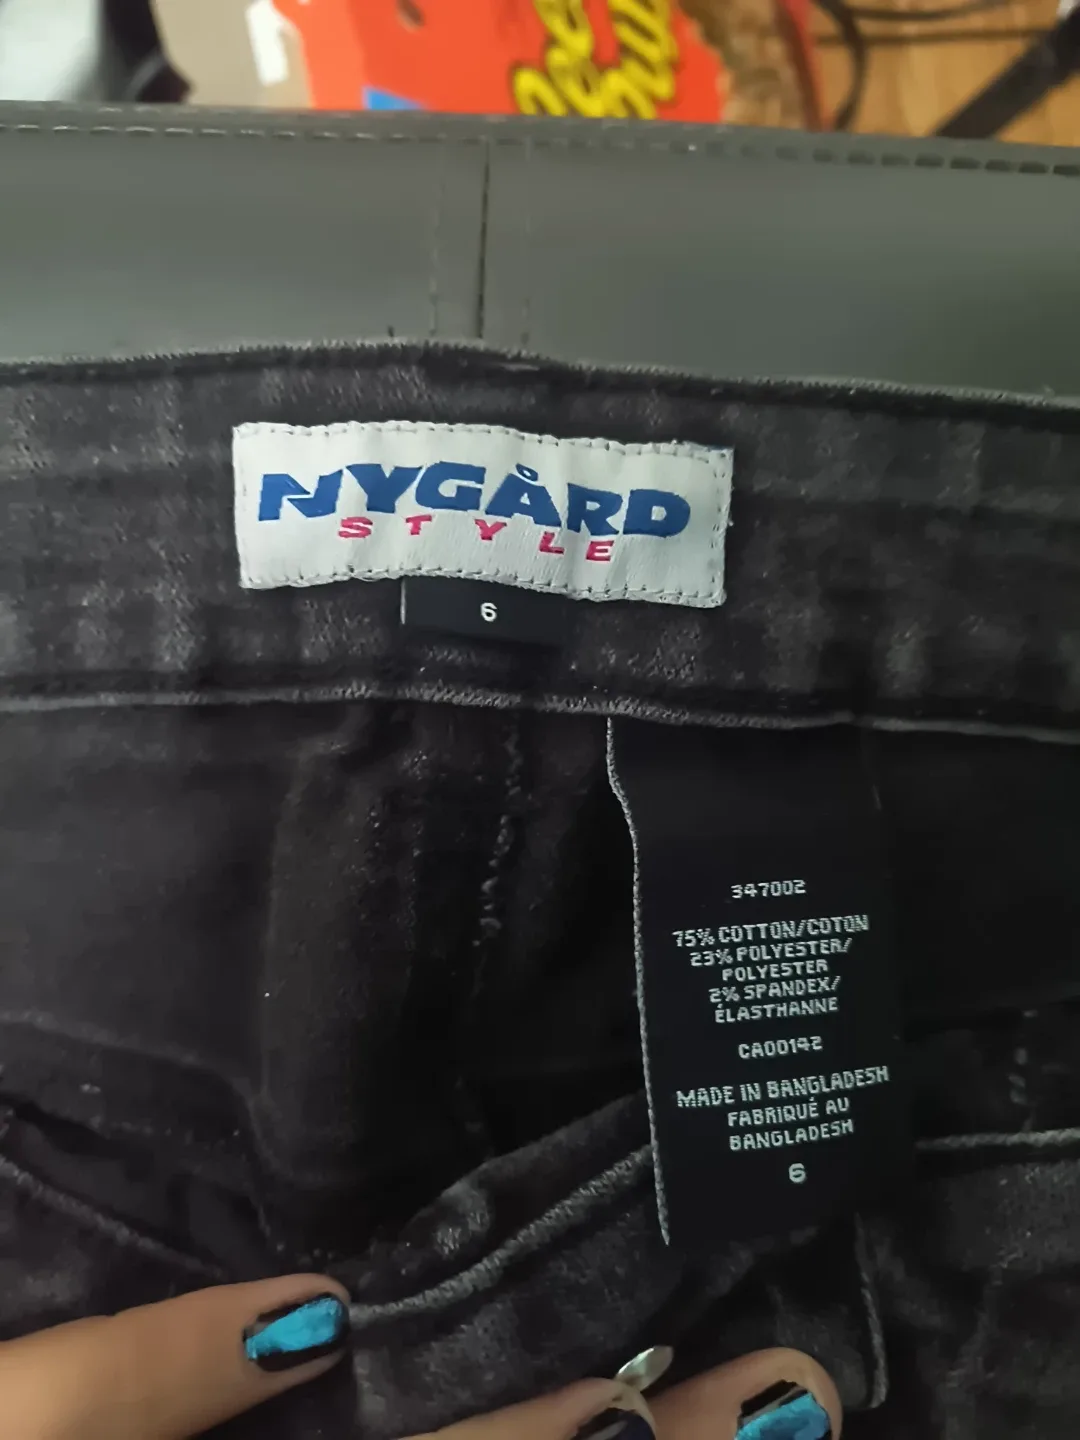 NYGÅRD
STYLE
6
347002
75% COTTON/COTON
23% POLYESTER/
POLYESTER
2% SPANDEX/
ÉLASTHANNE
CA00142
MADE IN BANGLADESH
FABRIQUÉ AU
BANGLADESH
6